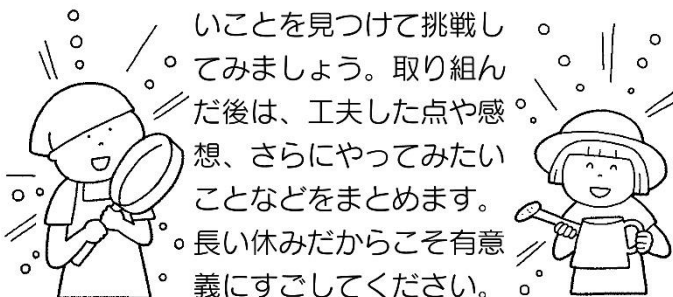 いことを見つけて挑戦し
てみましょう。取り組ん
だ後は、工夫した点や感
想、さらにやってみたい
ことなどをまとめます。
長い休みだからこそ有意
義にすごしてください。